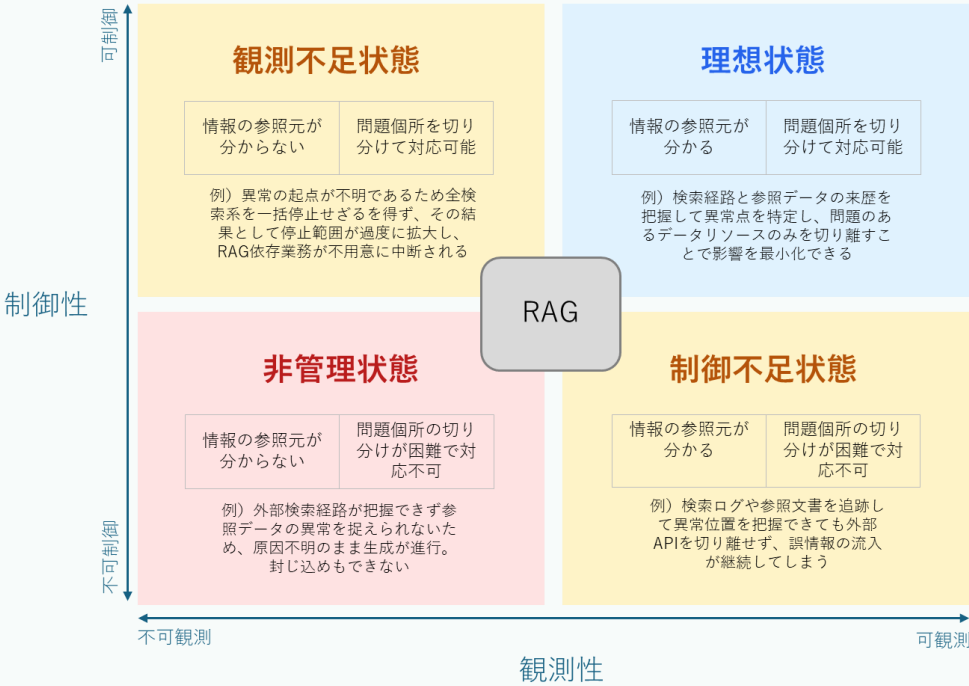 可制御
制御性
不可制御
観測不足状態
情報の参照元が
分からない
問題個所を切り
分けて対応可能
例）異常の起点が不明であるため全検
索系を一括停止せざるを得ず、その結
果として停止範囲が過度に拡大し、
RAG依存業務が不用意に中断される
理想状態
情報の参照元が
分かる
問題個所を切り
分けて対応可能
例）検索経路と参照データの来歴を
把握して異常点を特定し、問題のあ
るデータリソースのみを切り離すこ
とで影響を最小化できる
RAG
非管理状態
情報の参照元が
分からない
問題個所の切り
分けが困難で対
応不可
例）外部検索経路が把握できず参
照データの異常を捉えられないた
め、原因不明のまま生成が進行。
封じ込めもできない
制御不足状態
情報の参照元が
分かる
問題個所の切り
分けが困難で対
応不可
例）検索ログや参照文書を追跡し
て異常位置を把握できても外部
APIを切り離せず、誤情報の流入
が継続してしまう
不可観測
可観測
観測性